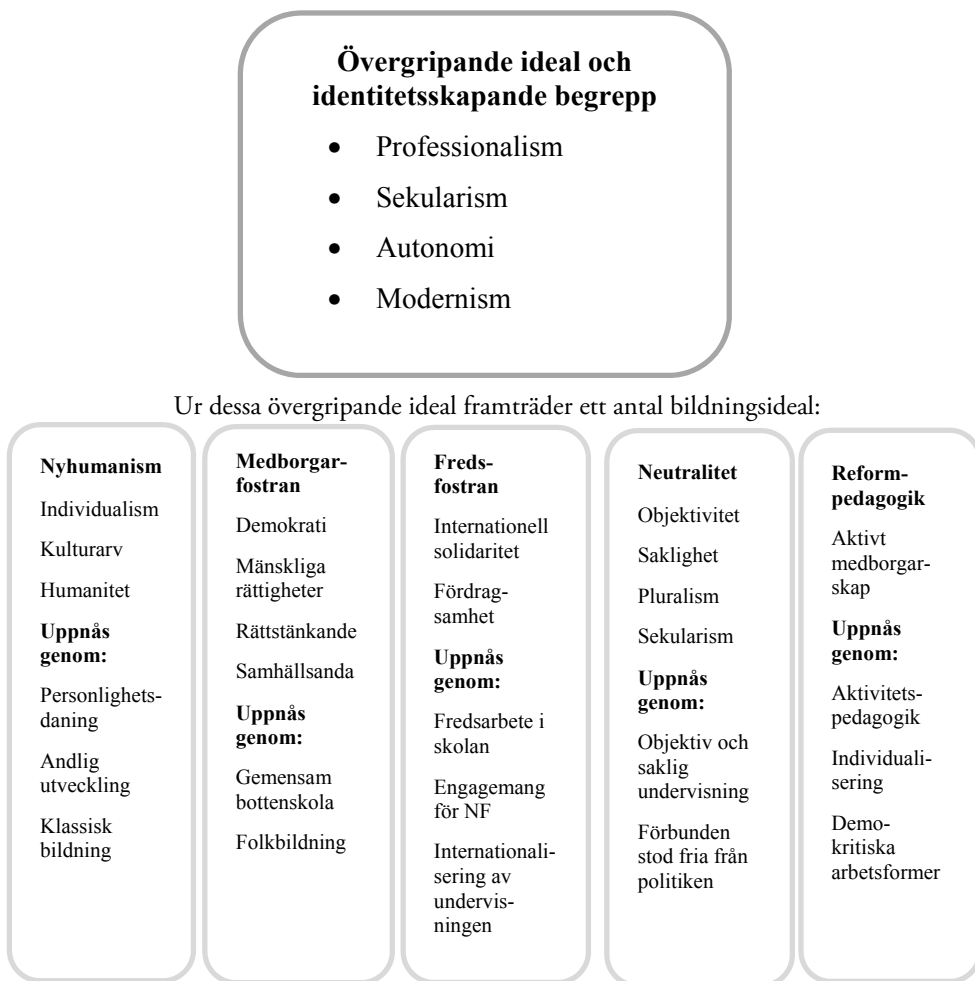 Övergripande ideal och
identitetsskapande begrepp
• Professionalism
• Sekularism
• Autonomi
• Modernism
Ur dessa övergripande ideal framträder ett antal bildningsideal:
Nyhumanism
Individualism
Kulturarv
Humanitet
Uppnås
genom:
Personlighets-
daning
Andlig
utveckling
Klassisk
bildning
Medborgar-
fostran
Demokrati
Mänskliga
rättigheter
Rättstänkande
Samhällsanda
Uppnås
genom:
Gemensam
bottenskola
Folkbildning
Freds-
fostran
Internationell
solidaritet
Fördrag-
samhet
Uppnås
genom:
Fredsarbete i
skolan
Engagemang
för NF
Internationali-
sering av
undervis-
ningen
Neutralitet
Objektivitet
Saklighet
Pluralism
Sekularism
Uppnås
genom:
Objektiv och
saklig
undervisning
Förbunden
stod fria från
politiken
Reform-
pedagogik
Aktivt
medborgar-
skap
Uppnås
genom:
Aktivitets-
pedagogik
Individuali-
sering
Demo-
kritiska
arbetsformer